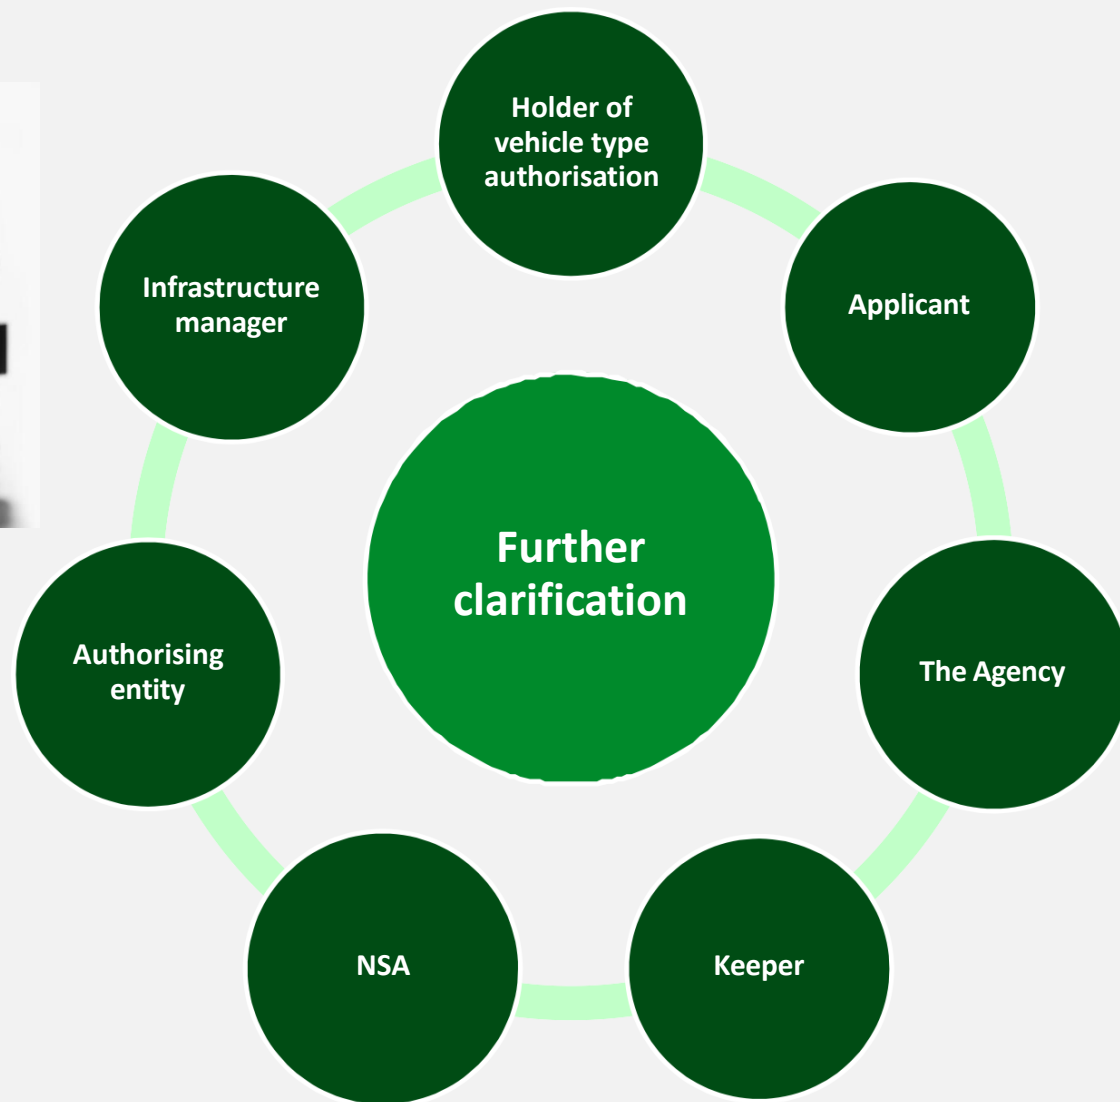 Holder of
vehicle type
authorisation
Applicant
The Agency
Keeper
NSA
Authorising
entity
Infrastructure
manager
Further
clarification